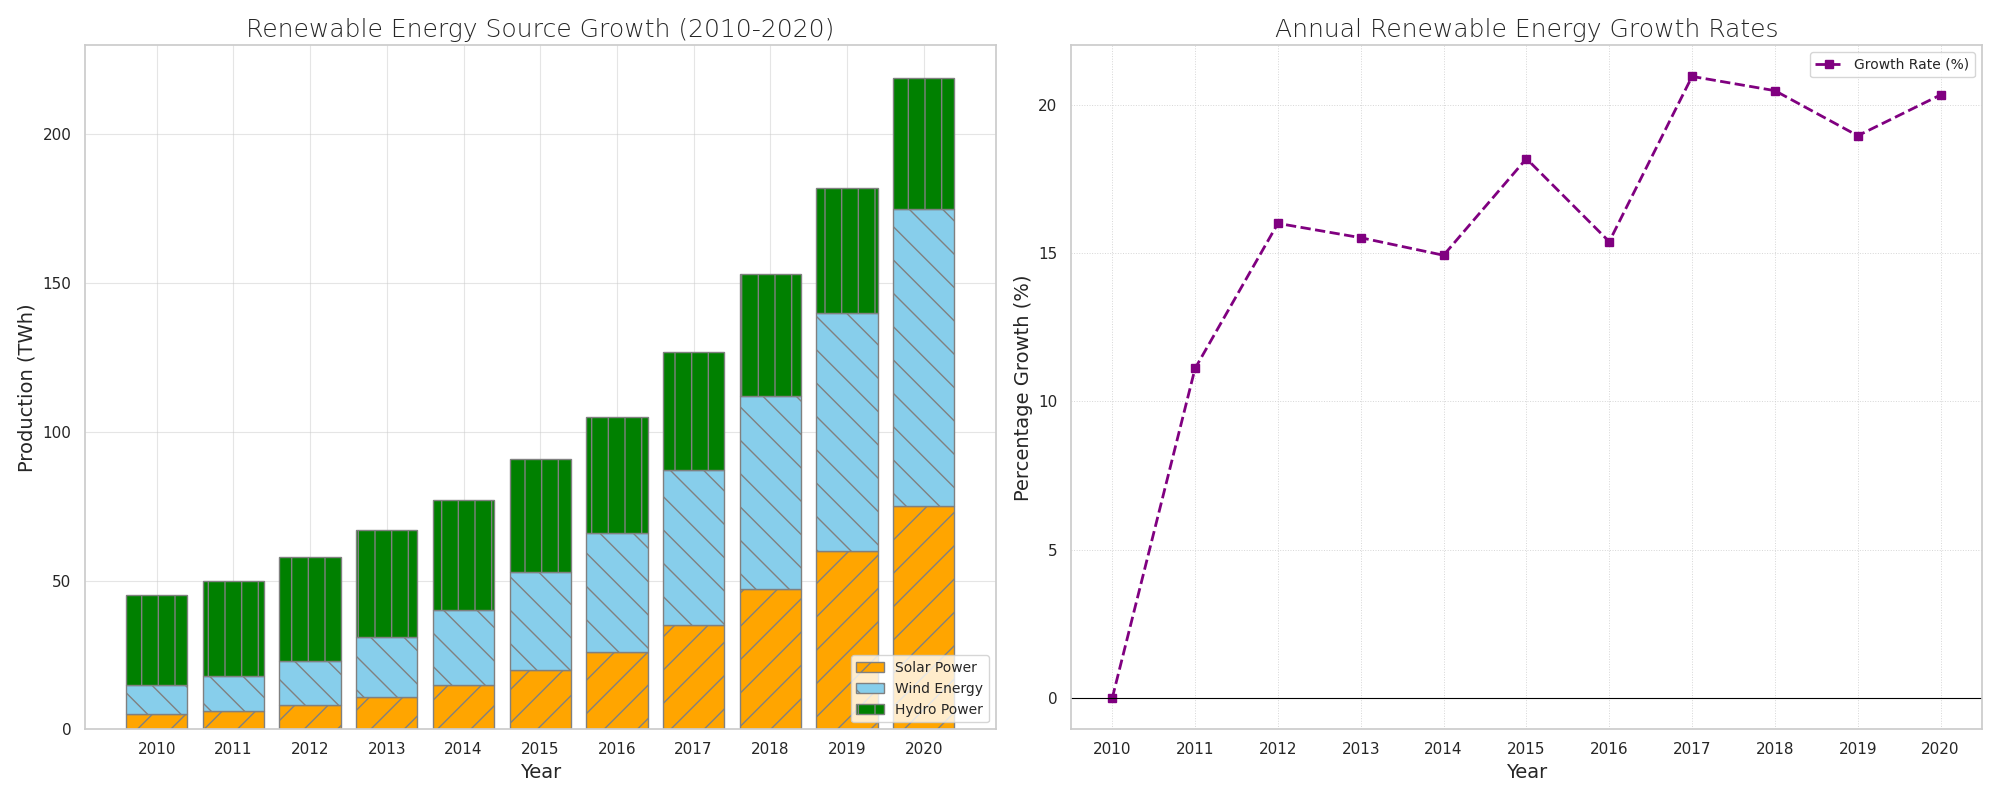 Renewable Energy Source Growth (2010-2020)
Production (TWh)
200
150
100
50
0
2010 2011 2012 2013 2014 2015 2016 2017 2018 2019 2020
Year
Solar Power
Wind Energy
Hydro Power
Annual Renewable Energy Growth Rates
Growth Rate (%)
Percentage Growth (%)
20
15
10
5
0
2010 2011 2012 2013 2014 2015 2016 2017 2018 2019 2020
Year